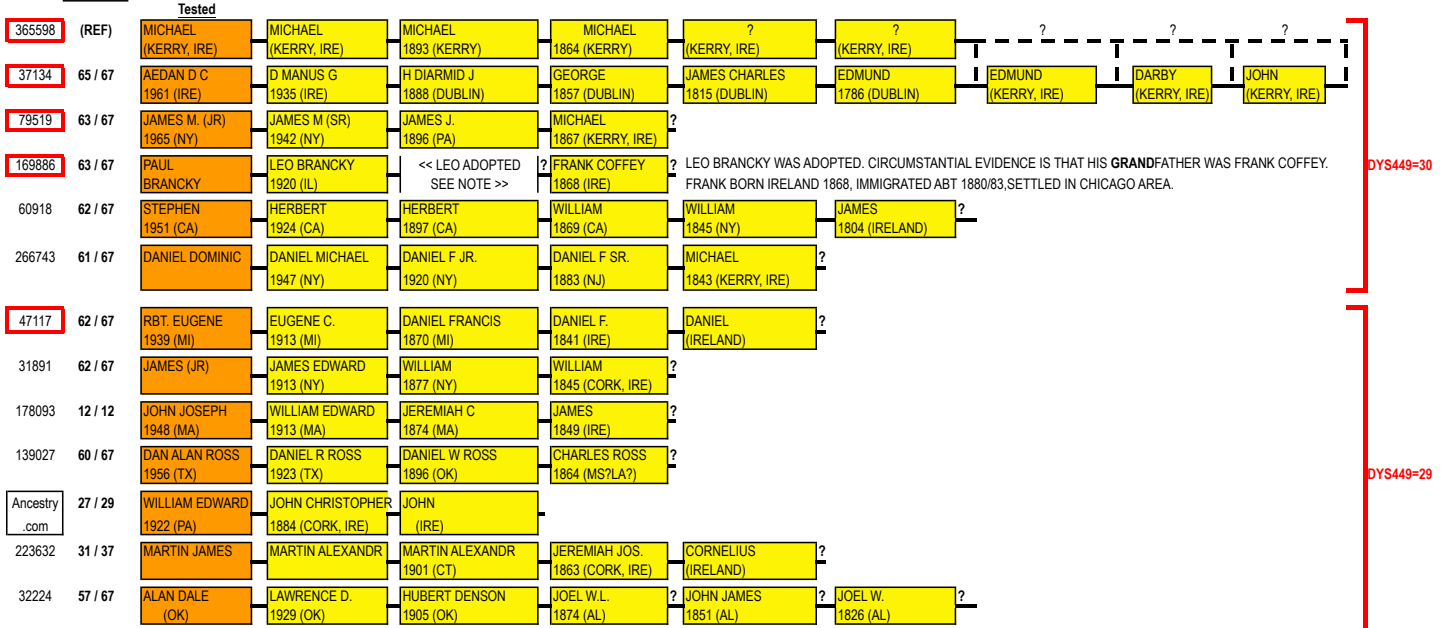 Tested
365598 (REF) MICHAEL MICHAEL MICHAEL MICHAEL ? ? ? ? ?
(KERRY, IRE) (KERRY, IRE) 1893 (KERRY) 1864 (KERRY) (KERRY, IRE) (KERRY, IRE)
37134 65 / 67 AEDAN D C D MANUS G H DIARMID J GEORGE JAMES CHARLES EDMUND EDMUND DARBY JOHN
1961 (IRE) 1935 (IRE) 1888 (DUBLIN) 1857 (DUBLIN) 1815 (DUBLIN) 1786 (DUBLIN) (KERRY, IRE) (KERRY, IRE) (KERRY, IRE)
79519 63 / 67 JAMES M. (JR) JAMES M (SR) JAMES J. MICHAEL ?
1965 (NY) 1942 (NY) 1896 (PA) 1867 (KERRY, IRE)
169886 63 / 67 PAUL LEO BRANCKY << LEO ADOPTED ? FRANK COFFEY ? LEO BRANCKY WAS ADOPTED. CIRCUMSTANTIAL EVIDENCE IS THAT HIS GRANDFATHER WAS FRANK COFFEY. DYS449=30
BRANCKY 1920 (IL) SEE NOTE >> 1868 (IRE) FRANK BORN IRELAND 1868, IMMIGRATED ABT 1880/83,SETTLED IN CHICAGO AREA.
60918 62 / 67 STEPHEN HERBERT HERBERT WILLIAM WILLIAM JAMES ?
1951 (CA) 1924 (CA) 1897 (CA) 1869 (CA) 1845 (NY) 1804 (IRELAND)
266743 61 / 67 DANIEL DOMINIC DANIEL MICHAEL DANIEL F JR. DANIEL F SR. MICHAEL ?
1947 (NY) 1920 (NY) 1883 (NJ) 1843 (KERRY, IRE)
47117 62 / 67 RBT. EUGENE EUGENE C. DANIEL FRANCIS DANIEL F. DANIEL ?
1939 (MI) 1913 (MI) 1870 (MI) 1841 (IRE) (IRELAND)
31891 62 / 67 JAMES (JR) JAMES EDWARD WILLIAM WILLIAM ?
1913 (NY) 1877 (NY) 1845 (CORK, IRE)
178093 12 / 12 JOHN JOSEPH WILLIAM EDWARD JEREMIAH C JAMES ?
1948 (MA) 1913 (MA) 1874 (MA) 1849 (IRE)
139027 60 / 67 DAN ALAN ROSS DANIEL R ROSS DANIEL W ROSS CHARLES ROSS ?
1956 (TX) 1923 (TX) 1896 (OK) 1864 (MS?LA?) DYS449=29
Ancestry 27 / 29 WILLIAM EDWARD JOHN CHRISTOPHER JOHN
.com 1922 (PA) 1884 (CORK, IRE) (IRE)
223632 31 / 37 MARTIN JAMES MARTIN ALEXANDR MARTIN ALEXANDR JEREMIAH JOS. CORNELIUS ?
1901 (CT) 1863 (CORK, IRE) (IRELAND)
32224 57 / 67 ALAN DALE LAWRENCE D. HUBERT DENSON JOEL W.L. ? JOHN JAMES ? JOEL W. ?
(OK) 1929 (OK) 1905 (OK) 1874 (AL) 1851 (AL) 1826 (AL)